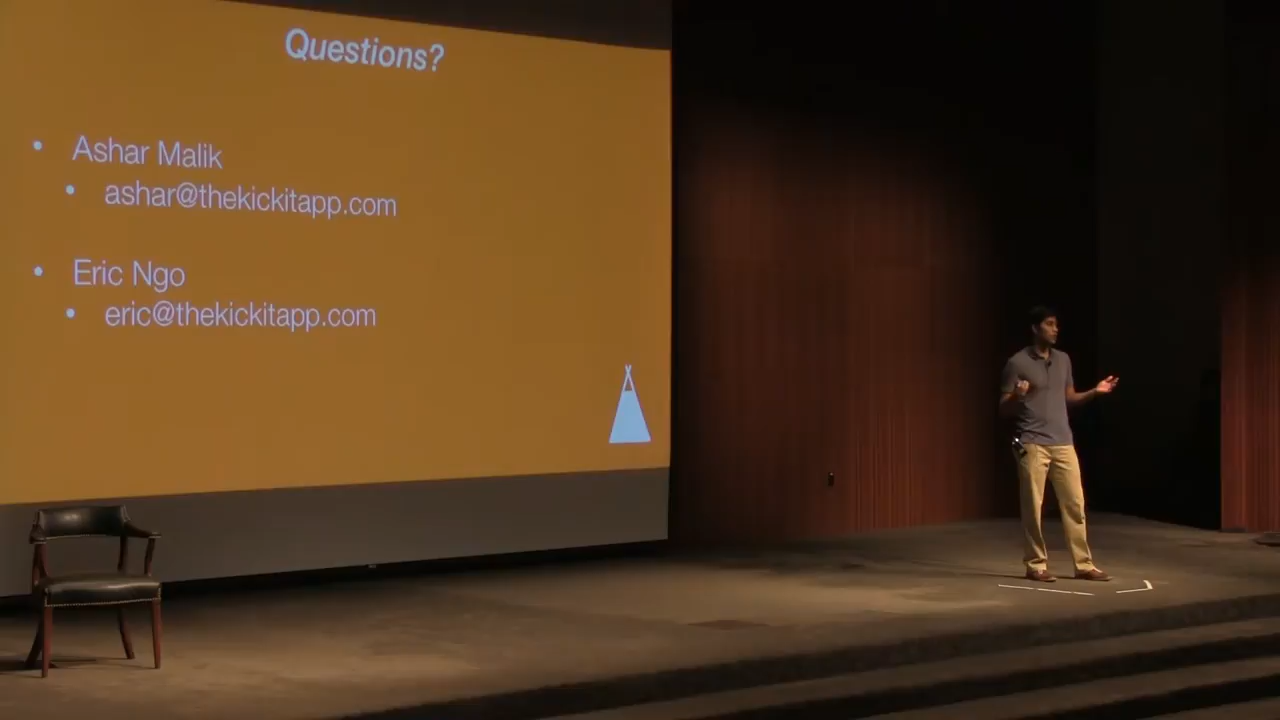 Questions?
• Ashar Malik
• ashar@thekickitapp.com
• Eric Ngo
• eric@thekickitapp.com